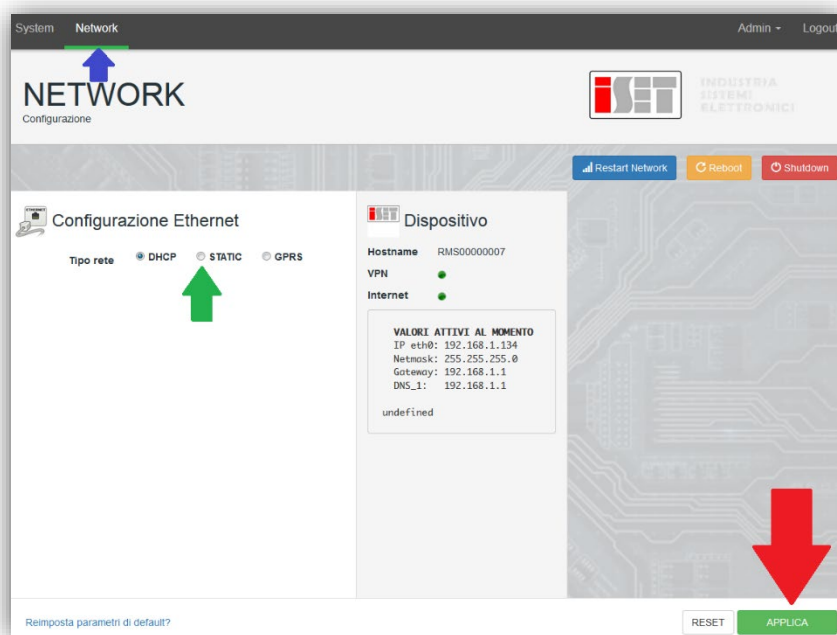 System Network Admin Logout
NETWORK
Configurazione
iSET
INDUSTRIA
SISTEMI
ELETTRONICI
Restart Network Reboot Shutdown
Configurazione Ethernet
Tipo rete DHCP STATIC GPRS
iSET Dispositivo
Hostname RMS00000007
VPN
Internet
VALORI ATTIVI AL MOMENTO
IP eth0: 192.168.1.134
Netmask: 255.255.255.0
Gateway: 192.168.1.1
DNS_1: 192.168.1.1
undefined
Reimposta parametri di default?
RESET APPLICA